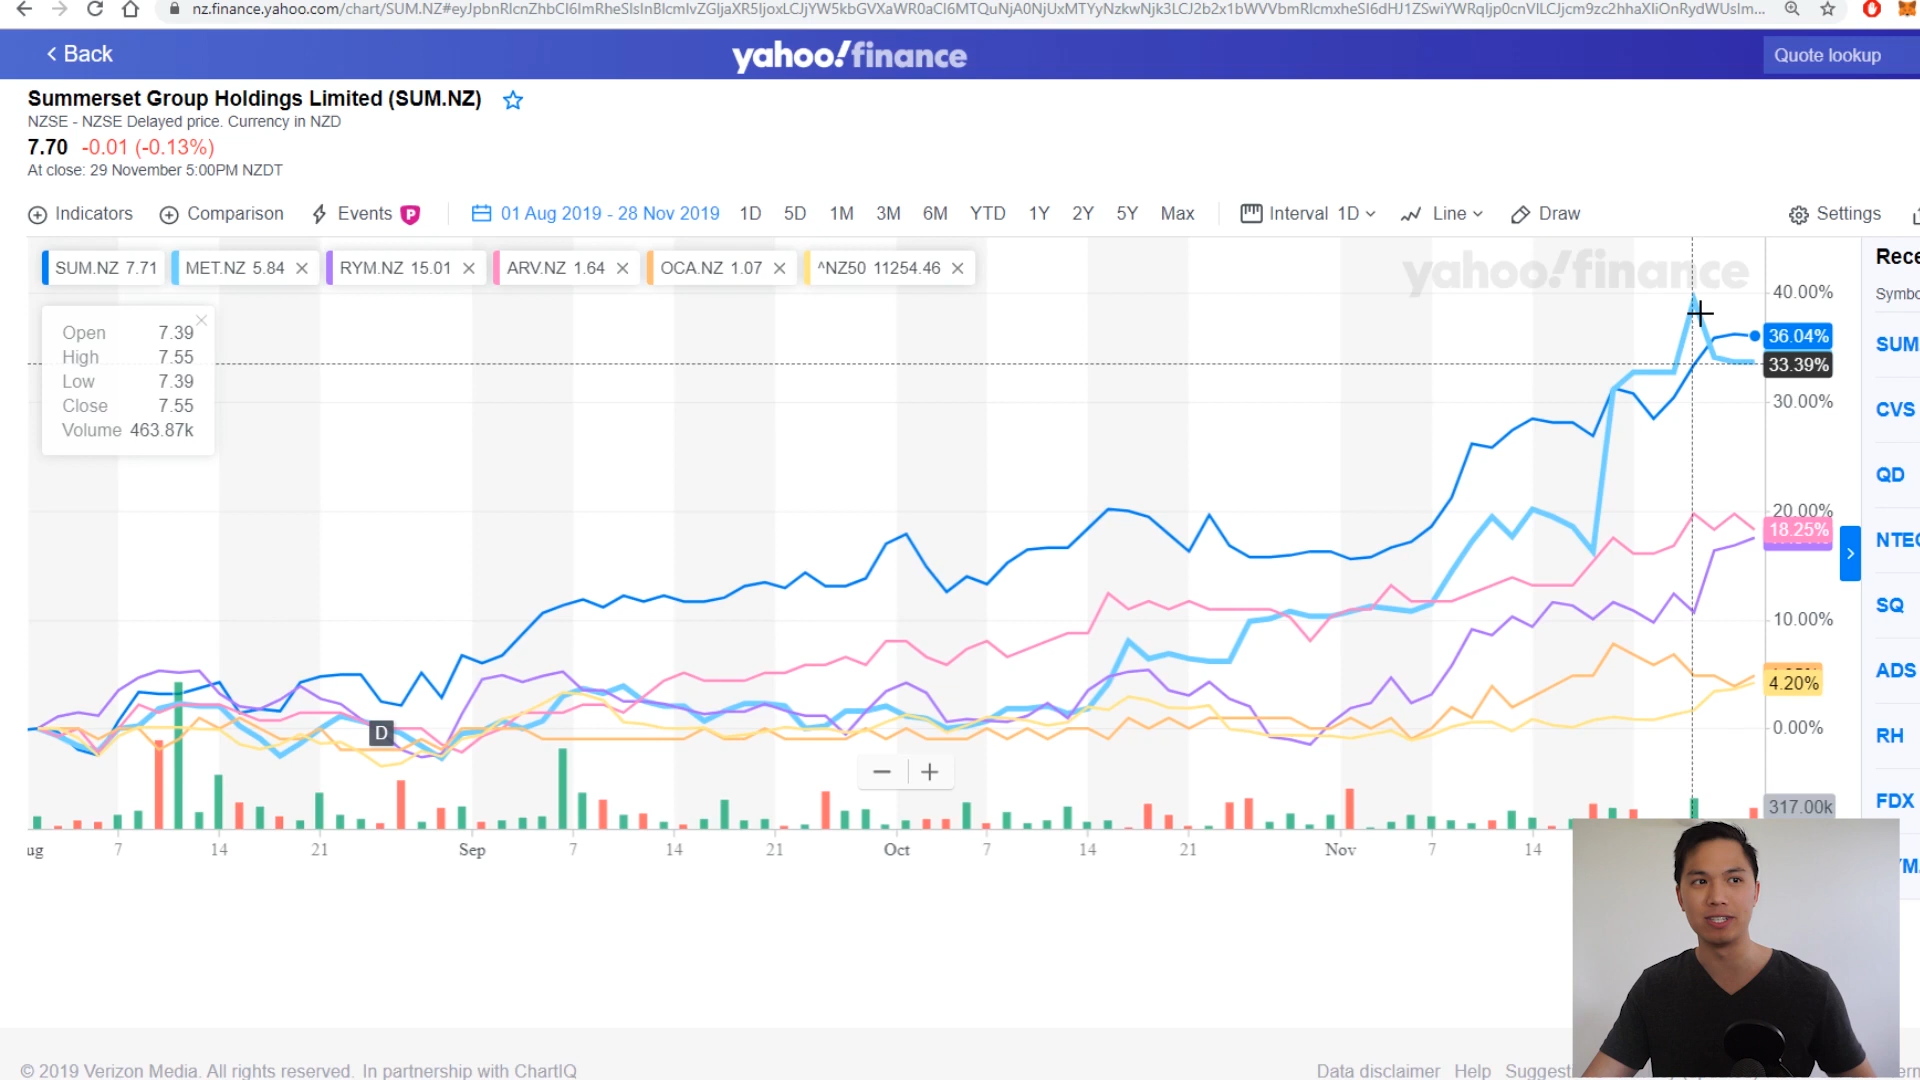 Back
yahoo!finance
Quote lookup
Summerset Group Holdings Limited (SUM.NZ)
NZSE - NZSE Delayed price. Currency in NZD
7.70 -0.01 (-0.13%)
At close: 29 November 5:00PM NZDT
Indicators Comparison Events P 01 Aug 2019 - 28 Nov 2019 1D 5D 1M 3M 6M YTD 1Y 2Y 5Y Max Interval 1D Line Draw Settings
SUM.NZ 7.71 MET.NZ 5.84 RYM.NZ 15.01 ARV.NZ 1.64 OCA.NZ 1.07 ^NZ50 11254.46
yahoo!finance
Open 7.39
High 7.55
Low 7.39
Close 7.55
Volume 463.87k
40.00%
36.04%
33.39%
30.00%
20.00%
18.25%
10.00%
4.20%
0.00%
317.00k
D
ug 7 14 21 Sep 7 14 21 Oct 7 14 21 Nov 7 14
Rece
Symbo
SUM
CVS
QD
NTEC
SQ
ADS
RH
FDX
YM.
© 2019 Verizon Media. All rights reserved. In partnership with ChartIQ
Data disclaimer Help Suggest